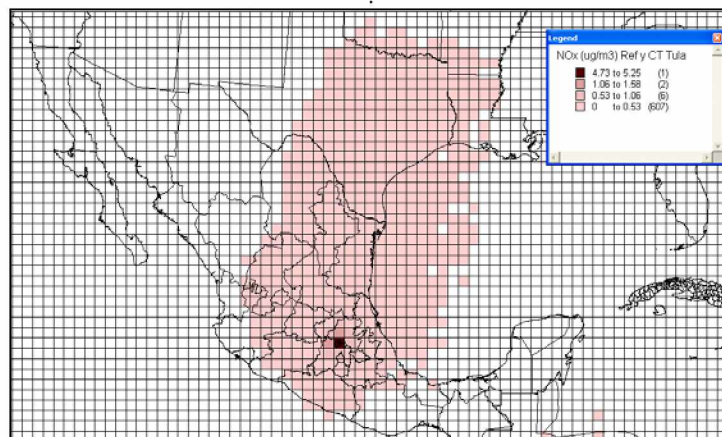 Legend
NOx (ug/m3) Ref y CT Tula
4.73 to 5.25 (1)
1.06 to 1.58 (2)
0.53 to 1.06 (6)
0 to 0.53 (607)